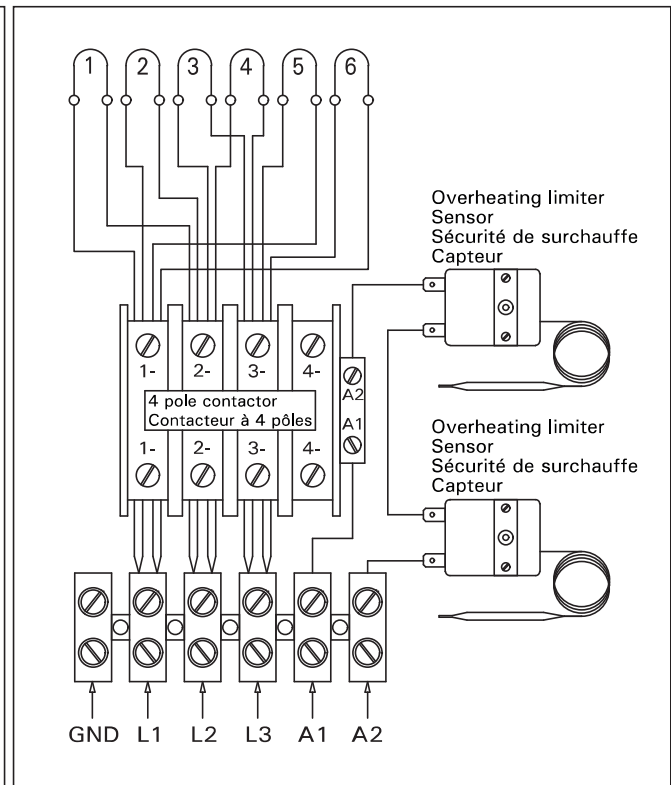 1 2 3 4 5 6
Overheating limiter
Sensor
Sécurité de surchauffe
Capteur
1- 2- 3- 4-
A2
4 pole contactor
Contacteur à 4 pôles
A1
1- 2- 3- 4-
Overheating limiter
Sensor
Sécurité de surchauffe
Capteur
GND L1 L2 L3 A1 A2